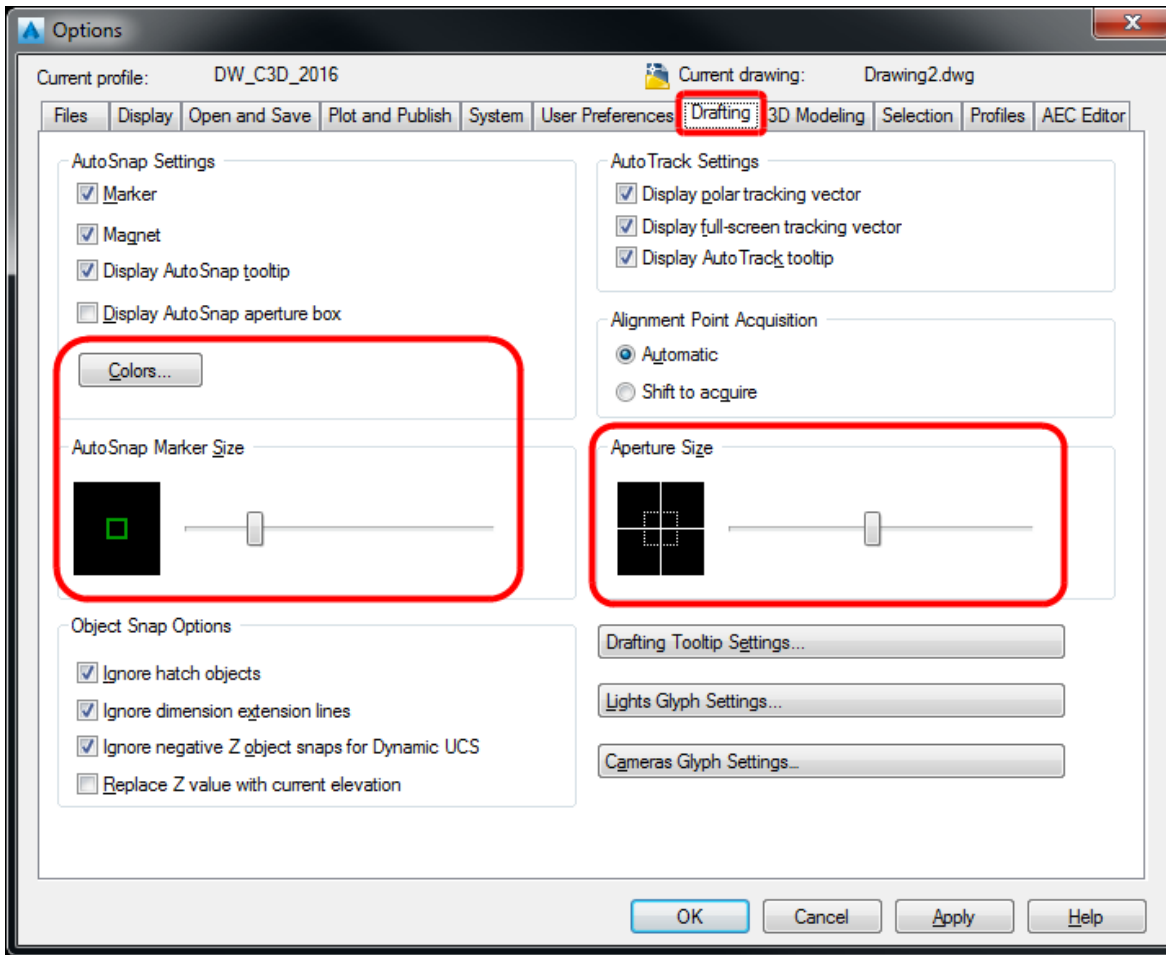 Options
Current profile: DW_C3D_2016 Current drawing: Drawing2.dwg
Files Display Open and Save Plot and Publish System User Preferences Drafting 3D Modeling Selection Profiles AEC Editor
AutoSnap Settings
Marker
Magnet
Display AutoSnap tooltip
Display AutoSnap aperture box
Colors...
AutoSnap Marker Size
Object Snap Options
Ignore hatch objects
Ignore dimension extension lines
Ignore negative Z object snaps for Dynamic UCS
Replace Z value with current elevation
AutoTrack Settings
Display polar tracking vector
Display full-screen tracking vector
Display AutoTrack tooltip
Alignment Point Acquisition
Automatic
Shift to acquire
Aperture Size
Drafting Tooltip Settings...
Lights Glyph Settings...
Cameras Glyph Settings...
OK Cancel Apply Help